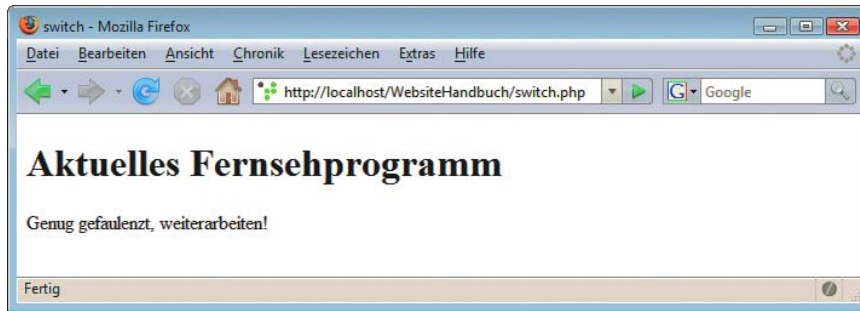 switch - Mozilla Firefox
Datei Bearbeiten Ansicht Chronik Lesezeichen Extras Hilfe
http://localhost/WebsiteHandbuch/switch.php G Google
Aktuelles Fernsehprogramm
Genug gefaulenzt, weiterarbeiten!
Fertig